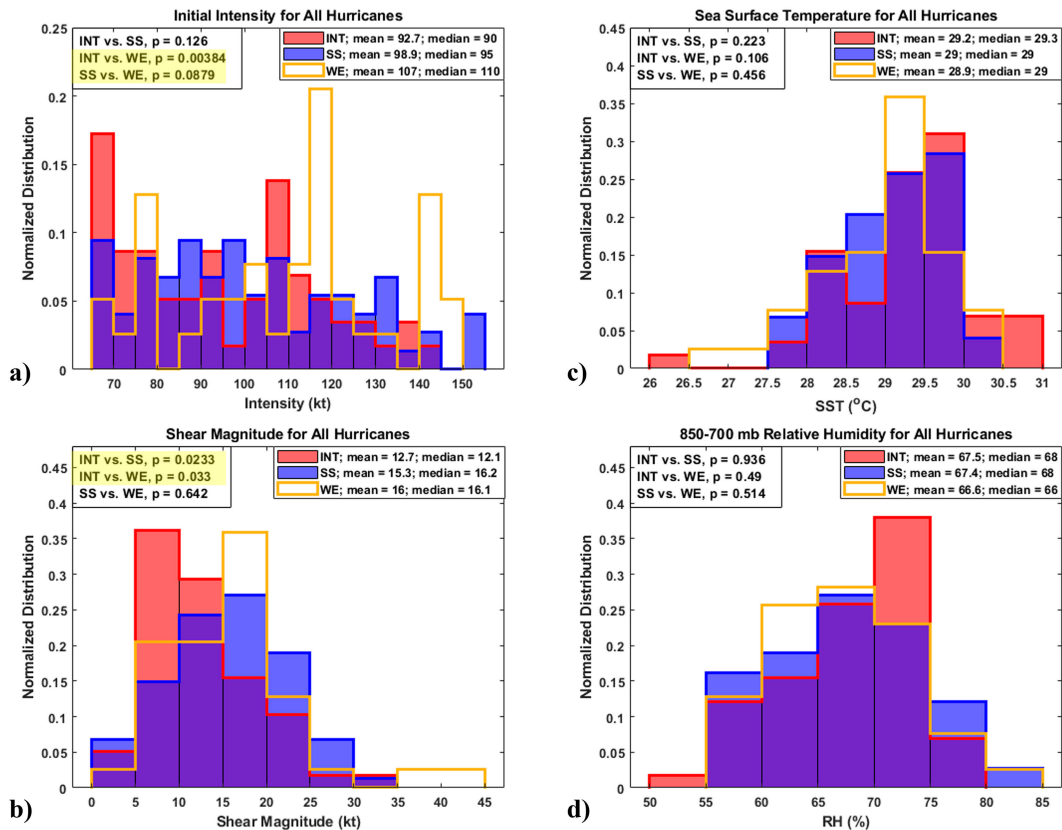 Initial Intensity for All Hurricanes
INT vs. SS, p = 0.126
INT vs. WE, p = 0.00384
SS vs. WE, p = 0.0879
INT; mean = 92.7; median = 90
SS; mean = 98.9; median = 95
WE; mean = 107; median = 110
Normalized Distribution
0.25
0.2
0.15
0.1
0.05
0
70 80 90 100 110 120 130 140 150
Intensity (kt)
a)
Sea Surface Temperature for All Hurricanes
INT vs. SS, p = 0.223
INT vs. WE, p = 0.106
SS vs. WE, p = 0.456
INT; mean = 29.2; median = 29.3
SS; mean = 29; median = 29
WE; mean = 28.9; median = 29
Normalized Distribution
0.45
0.4
0.35
0.3
0.25
0.2
0.15
0.1
0.05
0
26 26.5 27 27.5 28 28.5 29 29.5 30 30.5 31
SST (°C)
c)
Shear Magnitude for All Hurricanes
INT vs. SS, p = 0.0233
INT vs. WE, p = 0.033
SS vs. WE, p = 0.642
INT; mean = 12.7; median = 12.1
SS; mean = 15.3; median = 16.2
WE; mean = 16; median = 16.1
Normalized Distribution
0.45
0.4
0.35
0.3
0.25
0.2
0.15
0.1
0.05
0
0 5 10 15 20 25 30 35 40 45
Shear Magnitude (kt)
b)
850-700 mb Relative Humidity for All Hurricanes
INT vs. SS, p = 0.936
INT vs. WE, p = 0.49
SS vs. WE, p = 0.514
INT; mean = 67.5; median = 68
SS; mean = 67.4; median = 68
WE; mean = 66.6; median = 66
Normalized Distribution
0.45
0.4
0.35
0.3
0.25
0.2
0.15
0.1
0.05
0
50 55 60 65 70 75 80 85
RH (%)
d)